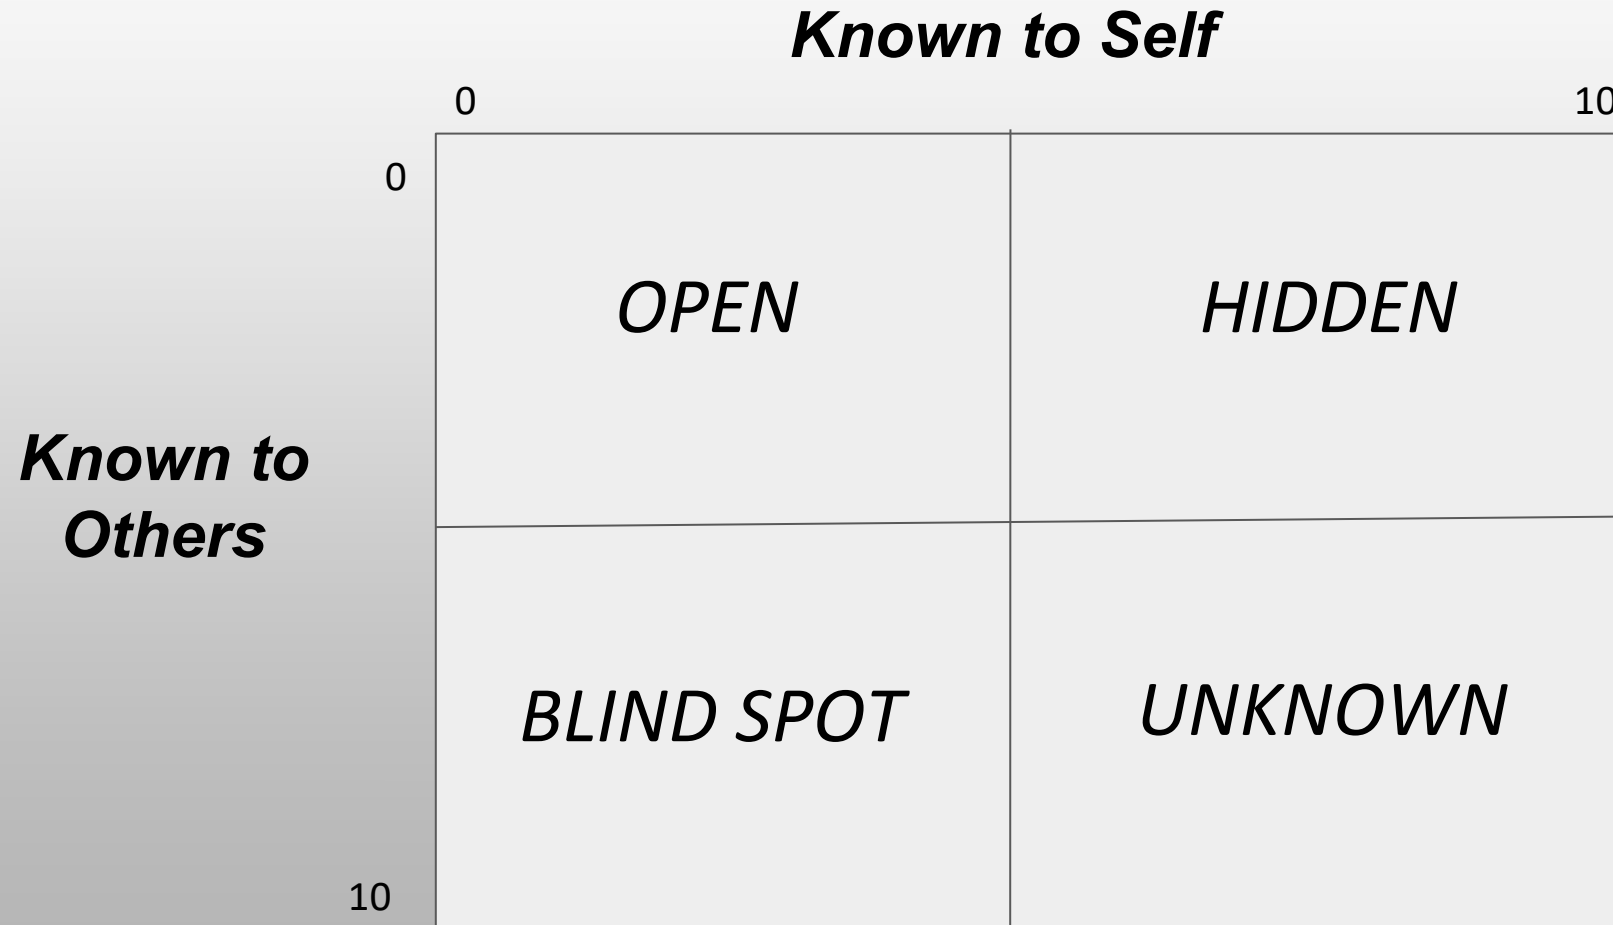 Known to Self
0
10
0
OPEN
HIDDEN
Known to
Others
BLIND SPOT
UNKNOWN
10